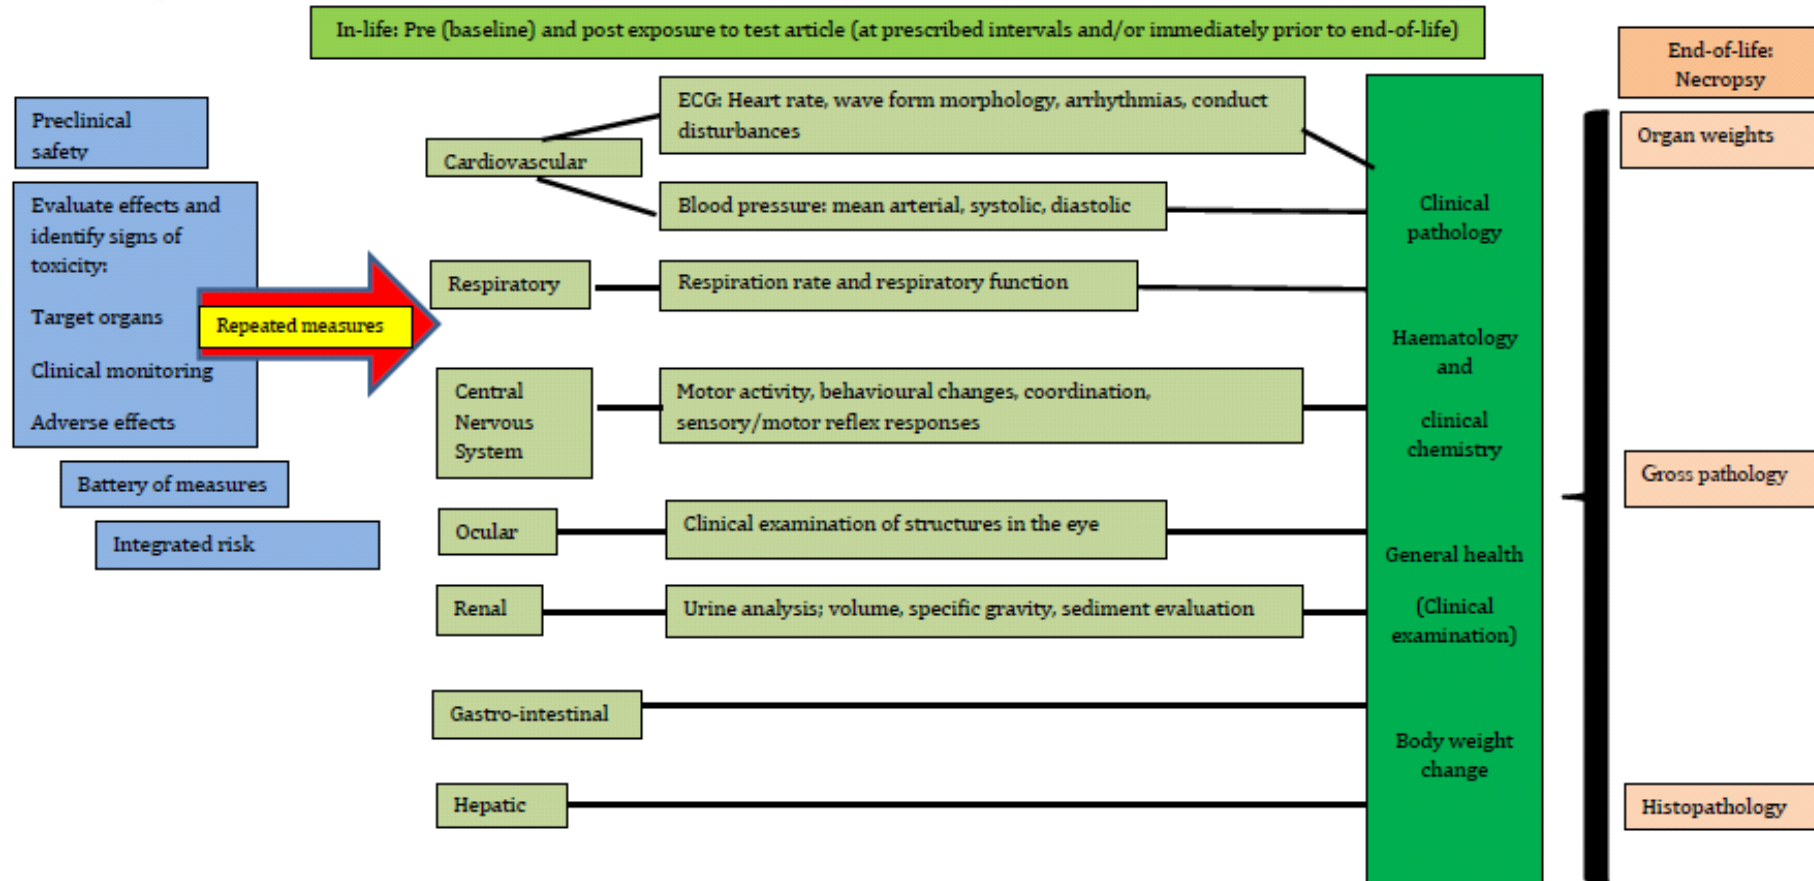 In-life: Pre (baseline) and post exposure to test article (at prescribed intervals and/or immediately prior to end-of-life)
Preclinical
safety
Evaluate effects and
identify signs of
toxicity:
Target organs
Clinical monitoring
Adverse effects
Battery of measures
Integrated risk
Repeated measures
Cardiovascular
ECG: Heart rate, wave form morphology, arrhythmias, conduct
disturbances
Blood pressure: mean arterial, systolic, diastolic
Respiratory
Respiration rate and respiratory function
Central
Nervous
System
Motor activity, behavioural changes, coordination,
sensory/motor reflex responses
Ocular
Clinical examination of structures in the eye
Renal
Urine analysis; volume, specific gravity, sediment evaluation
Gastro-intestinal
Hepatic
Clinical
pathology
Haematology
and
clinical
chemistry
General health
(Clinical
examination)
Body weight
change
End-of-life:
Necropsy
Organ weights
Gross pathology
Histopathology